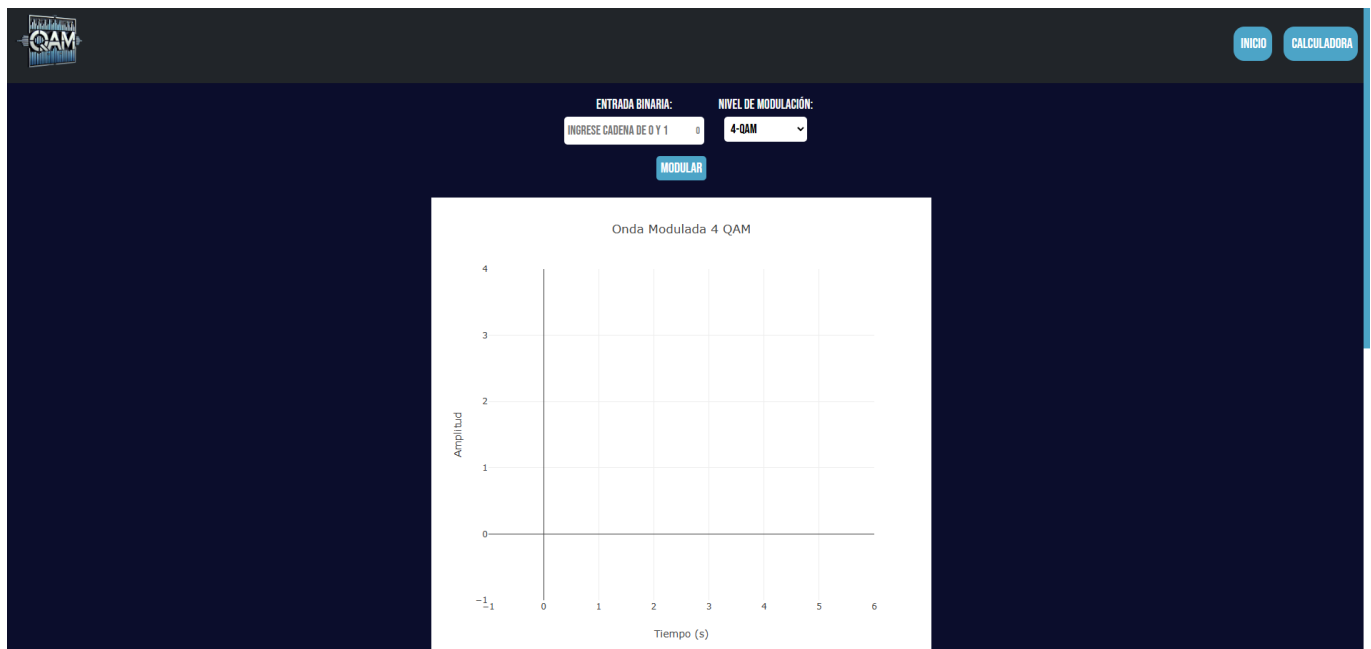 QAM
INICIO CALCULADORA
ENTRADA BINARIA: NIVEL DE MODULACIÓN:
INGRESE CADENA DE 0 Y 1 0 4-QAM
MODULAR
Onda Modulada 4 QAM
4
3
2
Amplitud
1
0
−1
−1 0 1 2 3 4 5 6
Tiempo (s)